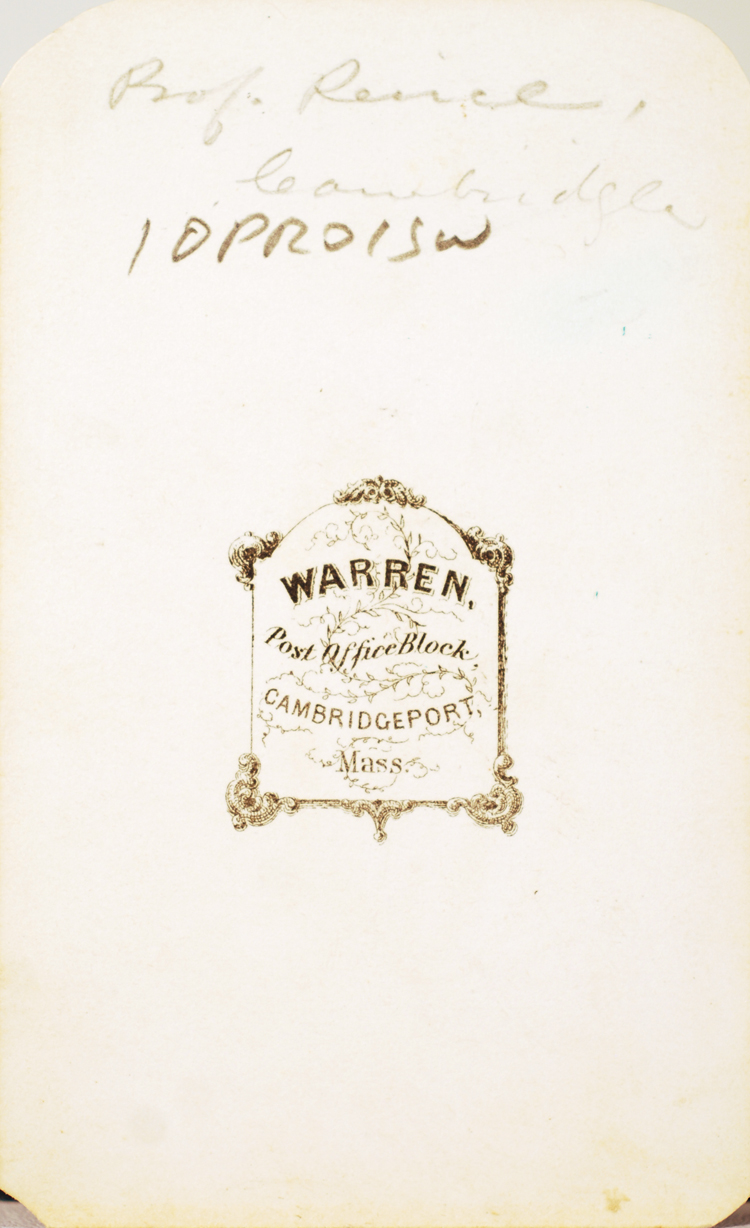 Prof. Peirce,
Cambridge
10PRO15W
WARREN,
Post Office Block,
CAMBRIDGEPORT,
Mass.